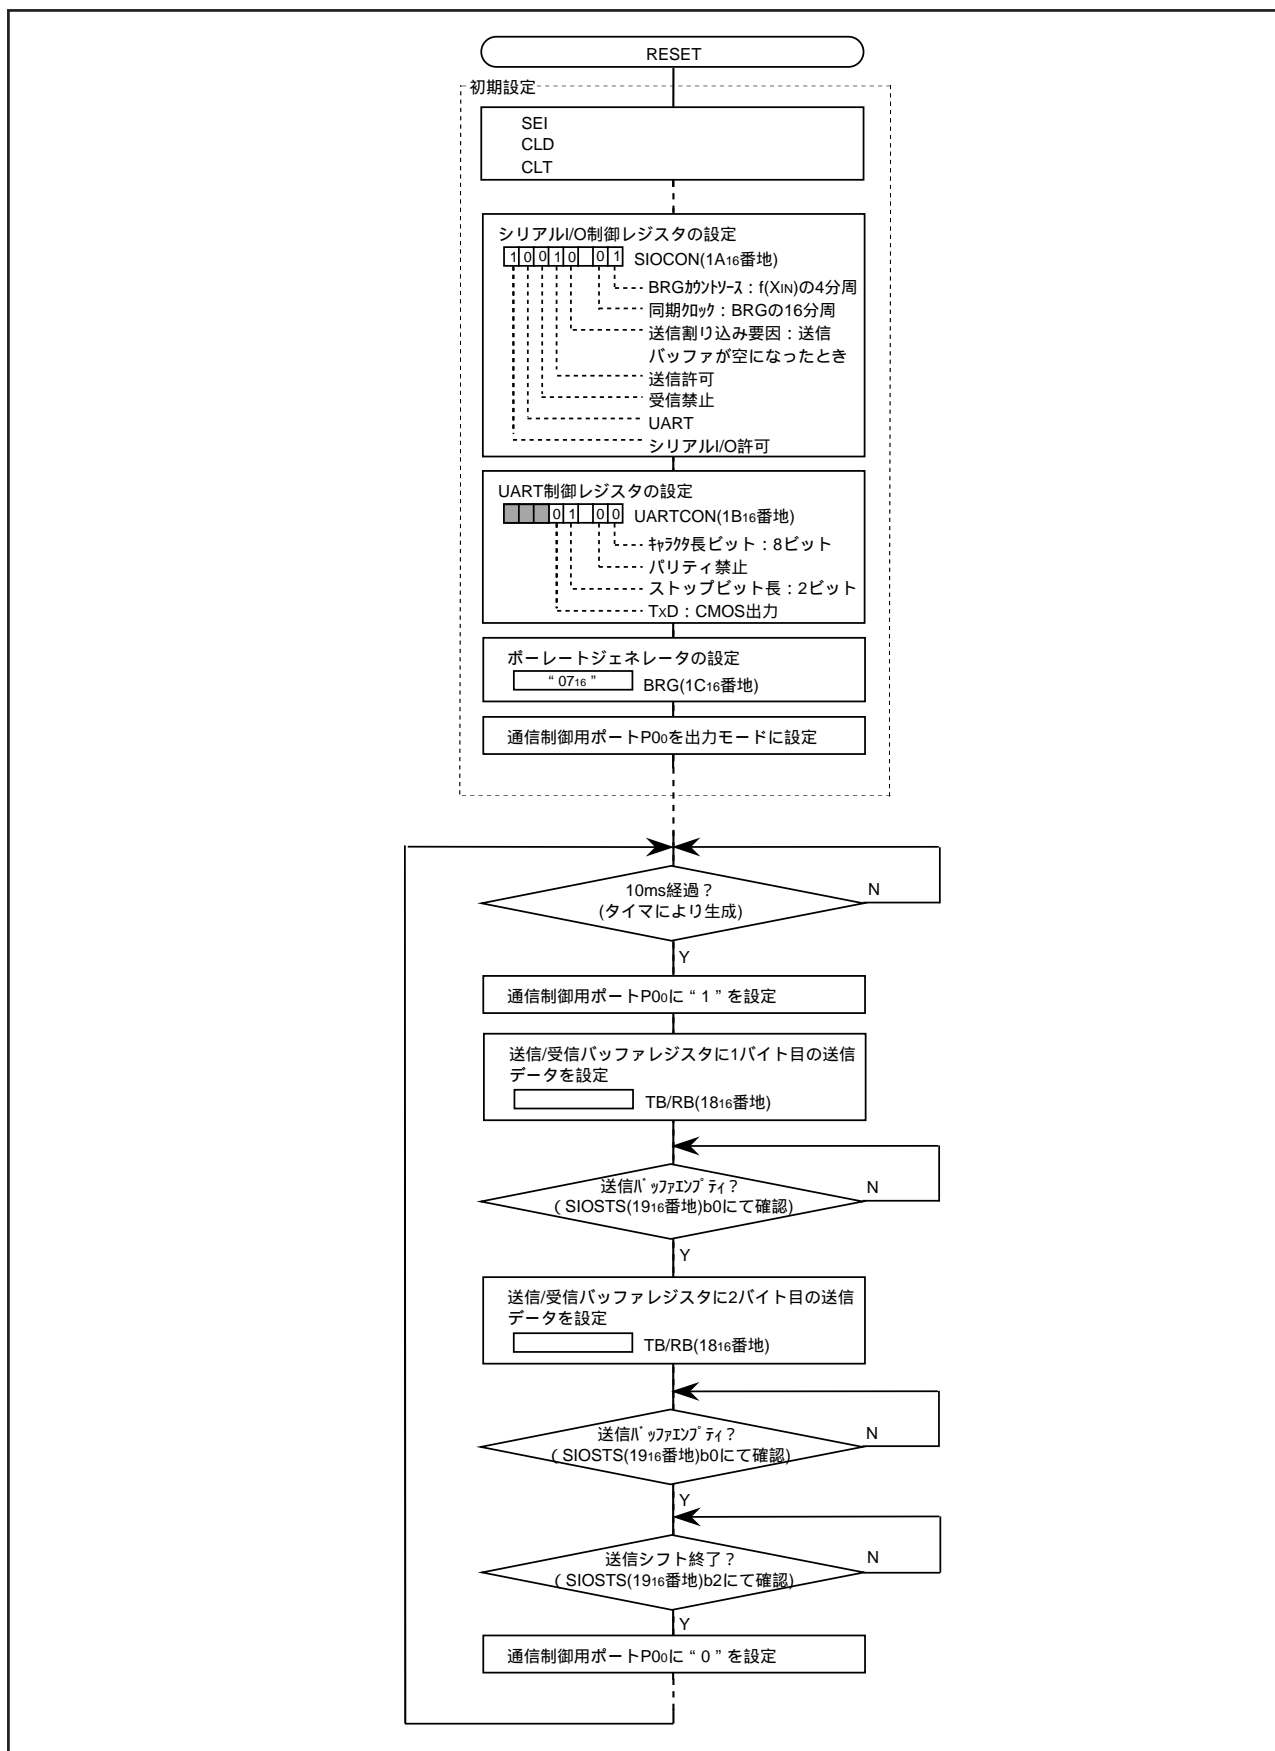 RESET
初期設定
SEI
CLD
CLT
シリアルI/O制御レジスタの設定
1 0 0 1 0 0 1 SIOCON(1A16番地)
BRGｶｳﾝﾄｿｰｽ：f(XIN)の4分周
同期ｸﾛｯｸ：BRGの16分周
送信割り込み要因：送信
バッファが空になったとき
送信許可
受信禁止
UART
シリアルI/O許可
UART制御レジスタの設定
0 1 0 0 UARTCON(1B16番地)
ｷｬﾗｸﾀ長ビット：8ビット
パリティ禁止
ストップビット長：2ビット
TxD：CMOS出力
ボーレートジェネレータの設定
“ 0716 ” BRG(1C16番地)
通信制御用ポートP00を出力モードに設定
10ms経過？
(タイマにより生成)
N
Y
通信制御用ポートP00に“ 1 ”を設定
送信/受信バッファレジスタに1バイト目の送信
データを設定
TB/RB(1816番地)
送信ﾊﾞｯﾌｧｴﾝﾌﾟﾃｨ？
N
( SIOSTS(1916番地)b0にて確認)
Y
送信/受信バッファレジスタに2バイト目の送信
データを設定
TB/RB(1816番地)
送信ﾊﾞｯﾌｧｴﾝﾌﾟﾃｨ？
N
( SIOSTS(1916番地)b0にて確認)
Y
送信シフト終了？
N
( SIOSTS(1916番地)b2にて確認)
Y
通信制御用ポートP00に“ 0 ”を設定